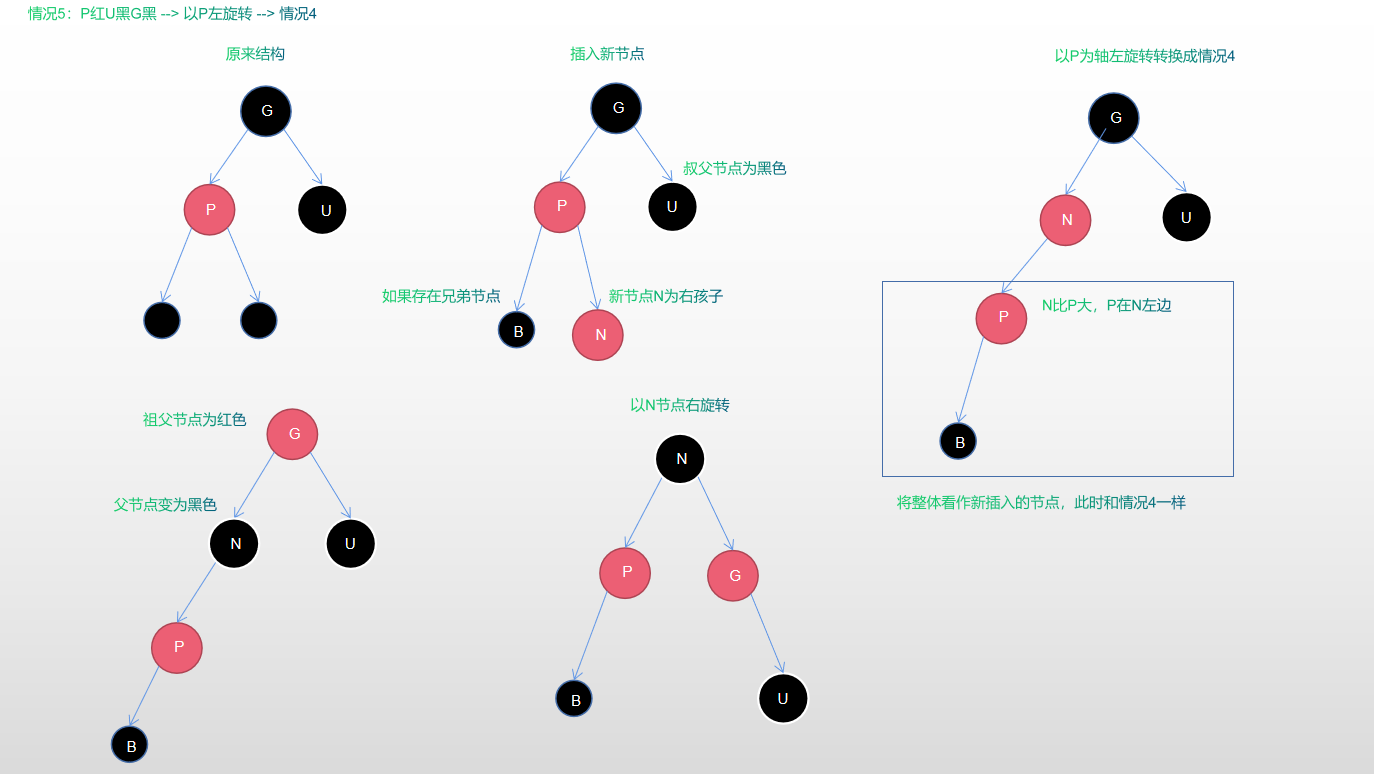 情况5：P红U黑G黑 --> 以P左旋转 --> 情况4
原来结构
插入新节点
以P为轴左旋转转换成情况4
G
G
G
叔父节点为黑色
P
U
P
U
N
U
如果存在兄弟节点
新节点N为右孩子
B
N
P
N比P大，P在N左边
B
将整体看作新插入的节点，此时和情况4一样
祖父节点为红色
G
父节点变为黑色
N
U
P
B
以N节点右旋转
N
P
G
B
U